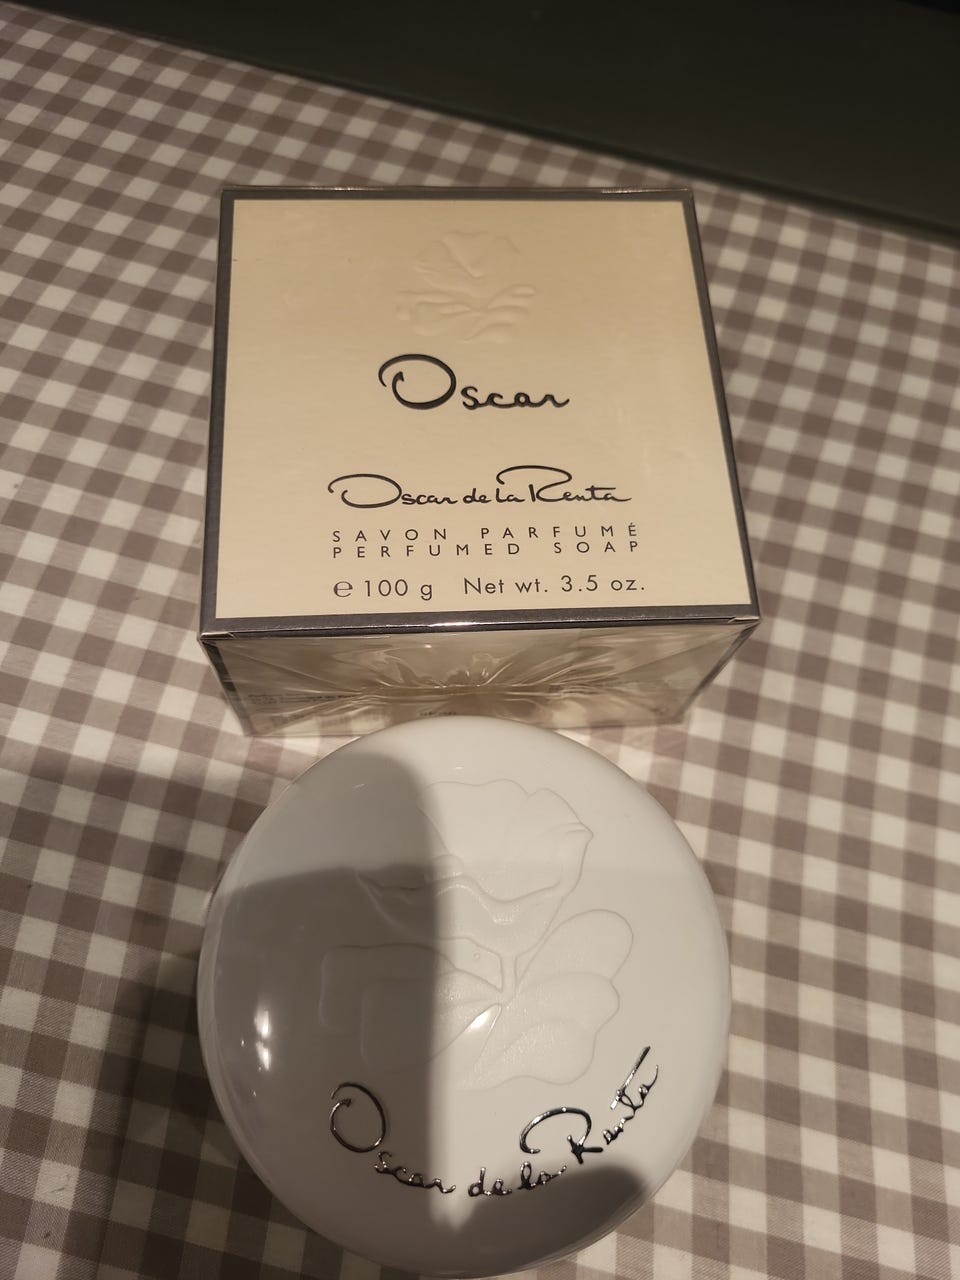 Oscar
Oscar de la Renta
SAVON PARFUMÉ
PERFUMED SOAP
℮ 100 g Net wt. 3.5 oz.
Oscar de la Renta